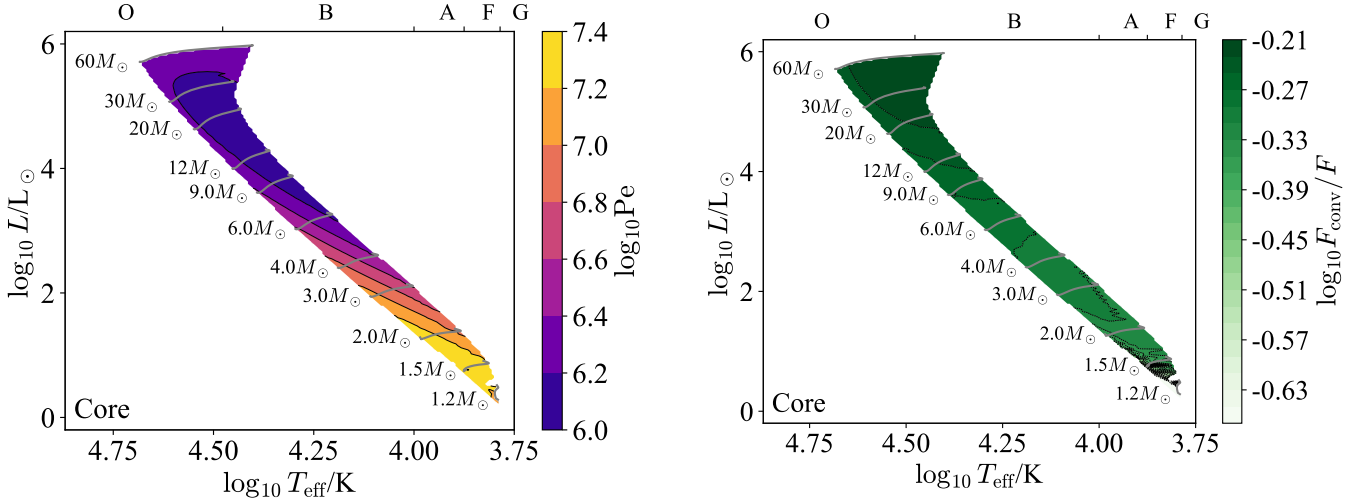 O B A F G
6
4
2
0
log₁₀ L/L☉
60M☉
30M☉
20M☉
12M☉
9.0M☉
6.0M☉
4.0M☉
3.0M☉
2.0M☉
1.5M☉
1.2M☉
Core
4.75 4.50 4.25 4.00 3.75
log₁₀ T_eff/K
7.4
7.2
7.0
6.8
6.6
6.4
6.2
6.0
log₁₀Pe
O B A F G
6
4
2
0
log₁₀ L/L☉
60M☉
30M☉
20M☉
12M☉
9.0M☉
6.0M☉
4.0M☉
3.0M☉
2.0M☉
1.5M☉
1.2M☉
Core
4.75 4.50 4.25 4.00 3.75
log₁₀ T_eff/K
-0.21
-0.27
-0.33
-0.39
-0.45
-0.51
-0.57
-0.63
log₁₀F_conv/F